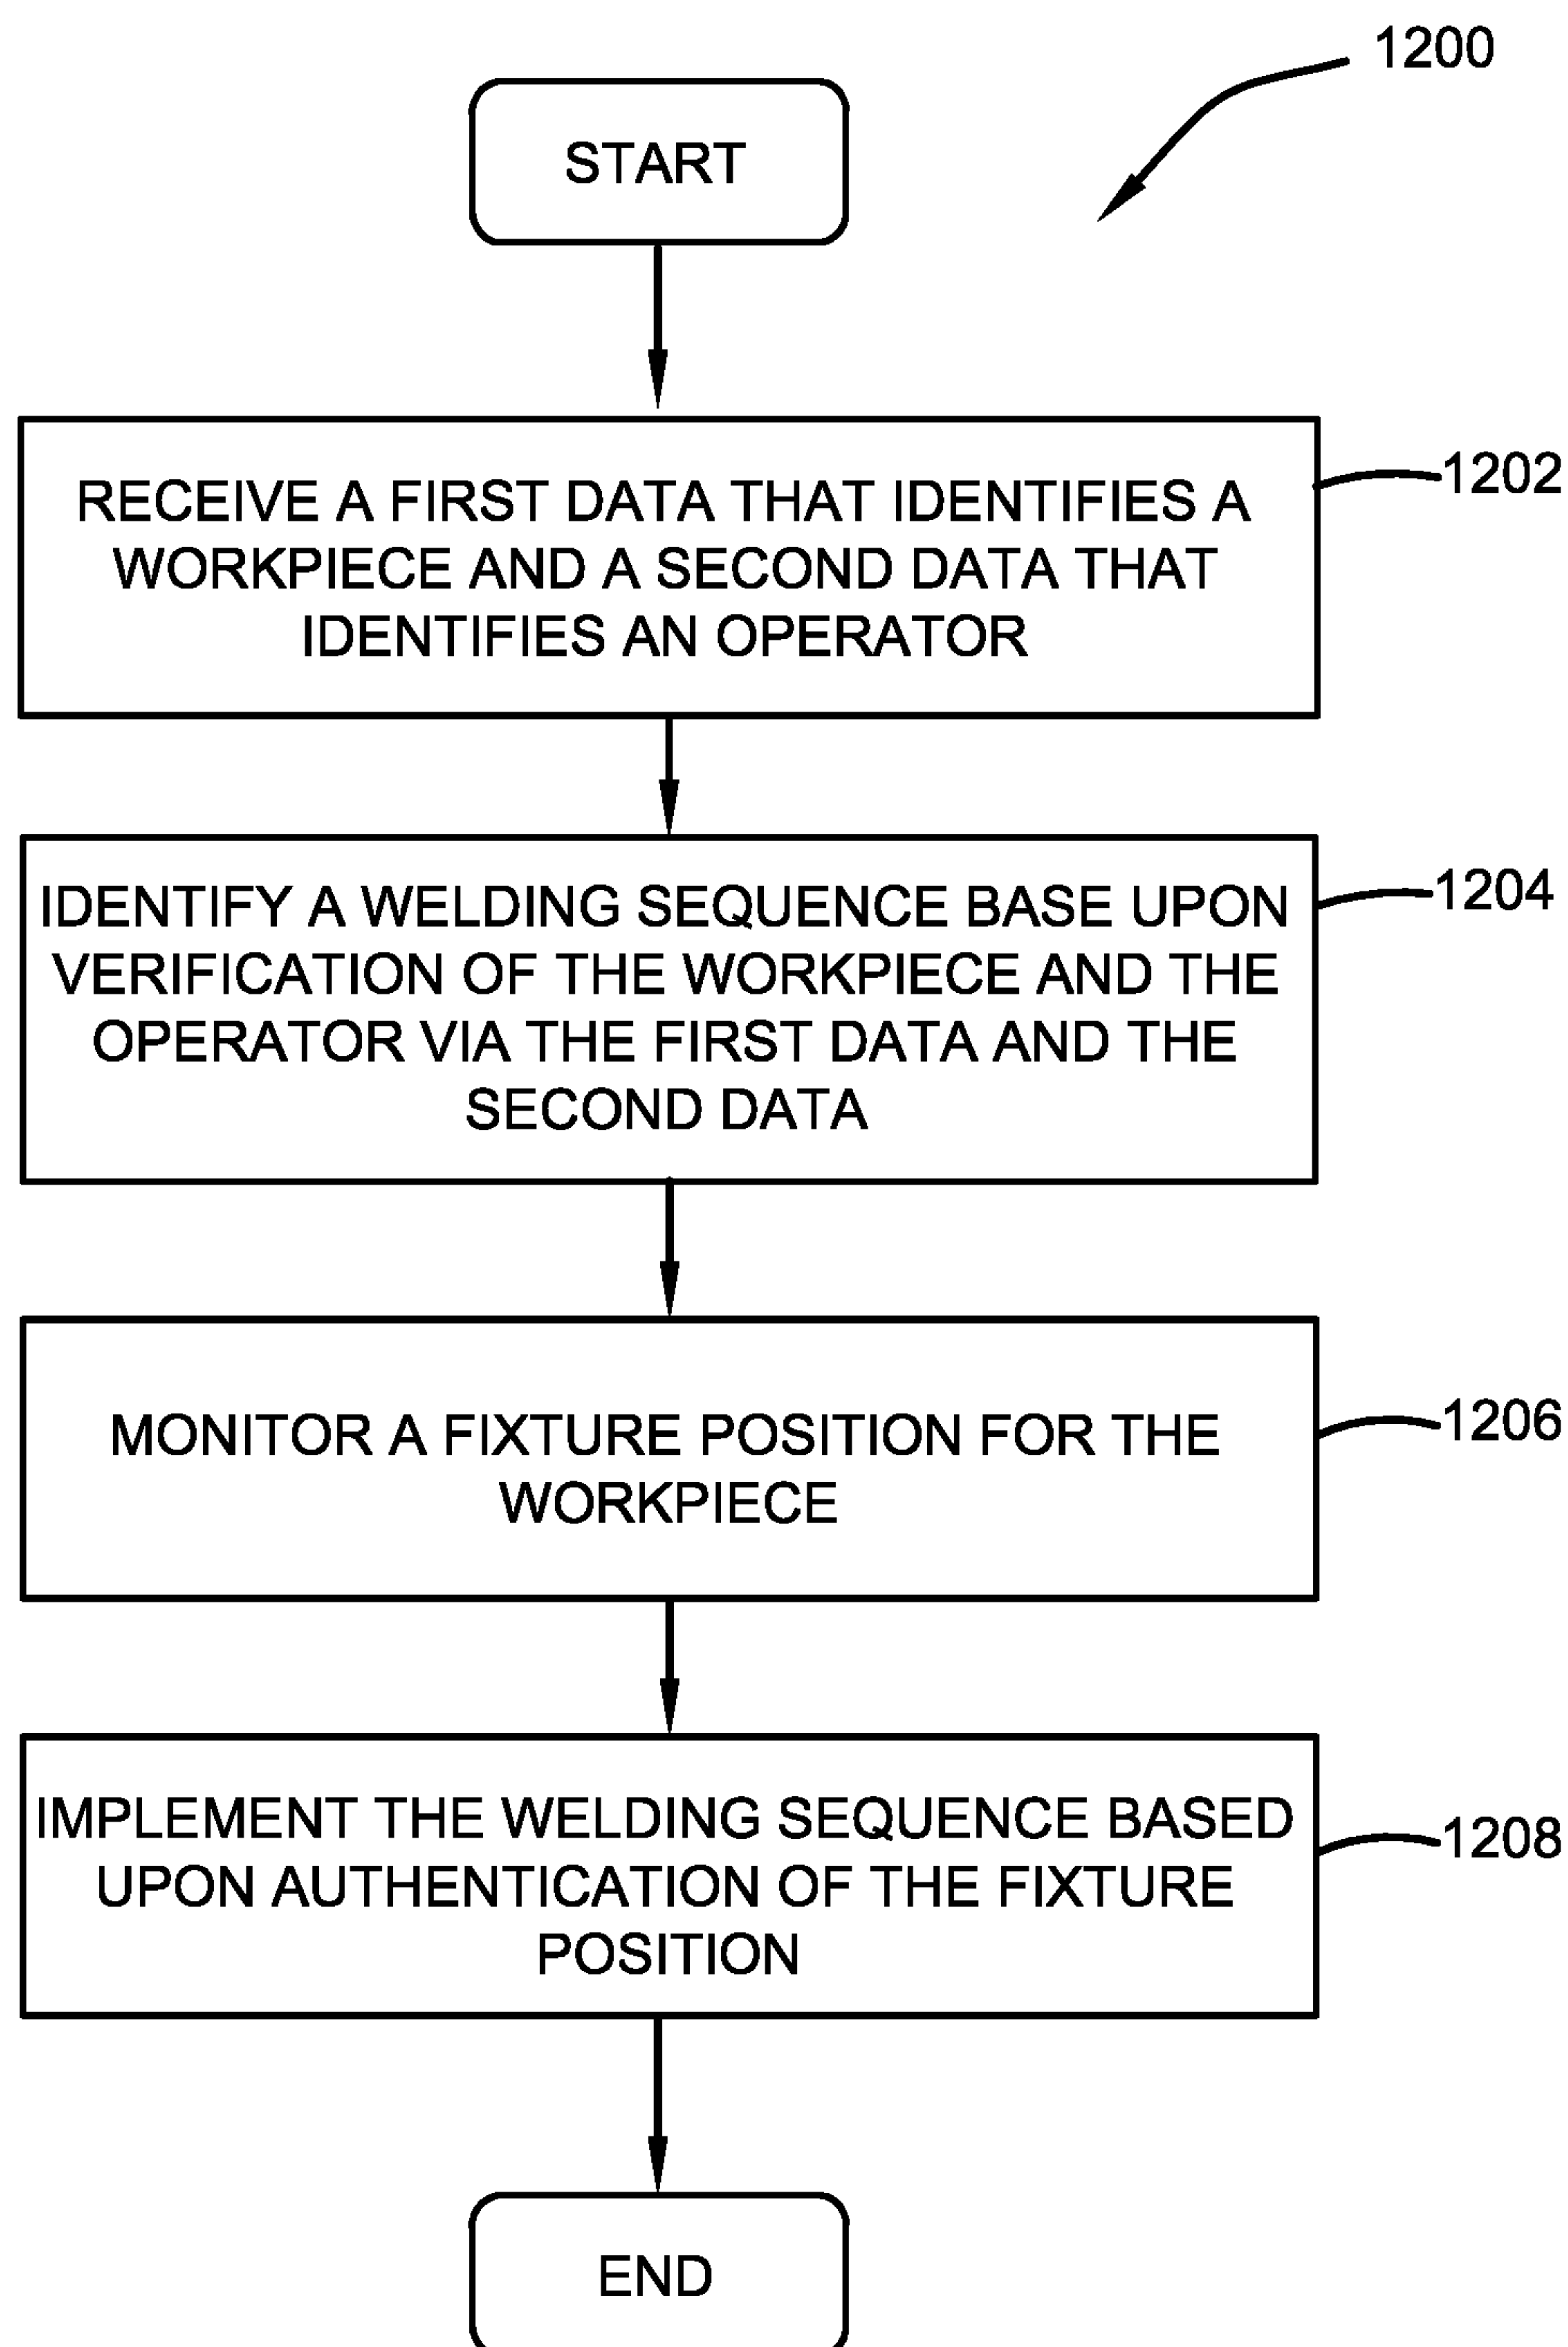 1200
START
RECEIVE A FIRST DATA THAT IDENTIFIES A
WORKPIECE AND A SECOND DATA THAT
IDENTIFIES AN OPERATOR
1202
IDENTIFY A WELDING SEQUENCE BASE UPON
VERIFICATION OF THE WORKPIECE AND THE
OPERATOR VIA THE FIRST DATA AND THE
SECOND DATA
1204
MONITOR A FIXTURE POSITION FOR THE
WORKPIECE
1206
IMPLEMENT THE WELDING SEQUENCE BASED
UPON AUTHENTICATION OF THE FIXTURE
POSITION
1208
END